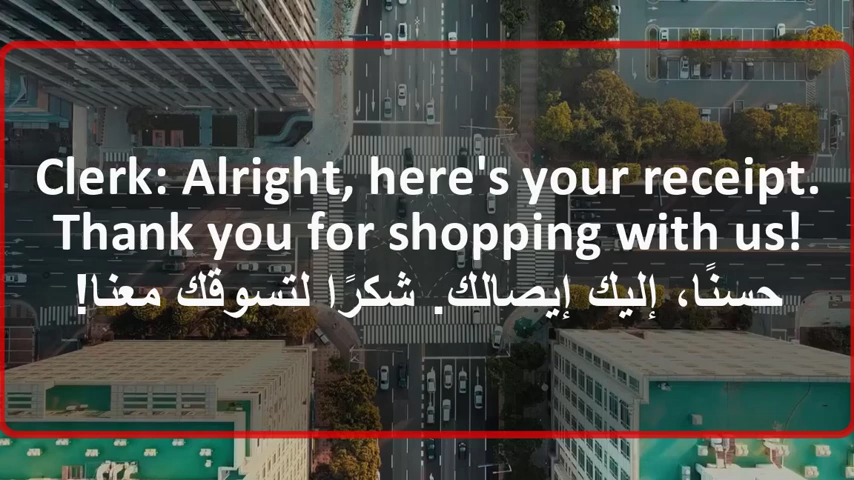 Clerk: Alright, here's your receipt.
Thank you for shopping with us!
حسنًا، إليك إيصالك. شكرًا لتسوقك معنا!